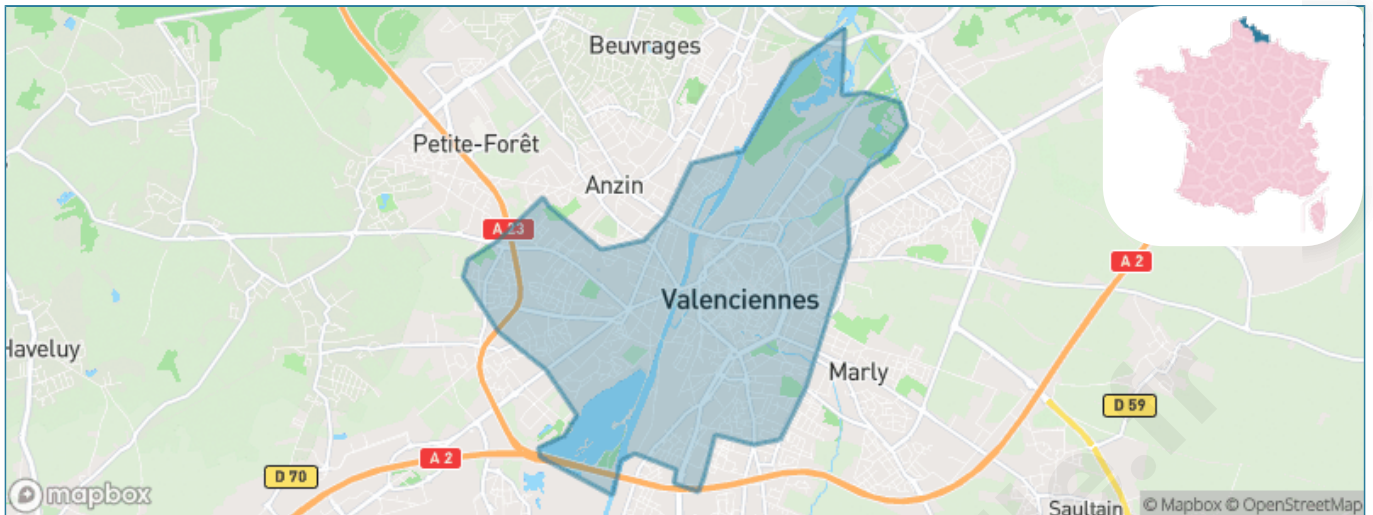 Beuvrages
Petite-Forêt
Anzin
A 23
A 2
Valenciennes
Haveluy
Marly
D 59
A 2
D 70
mapbox
Saultain
© Mapbox © OpenStreetMap